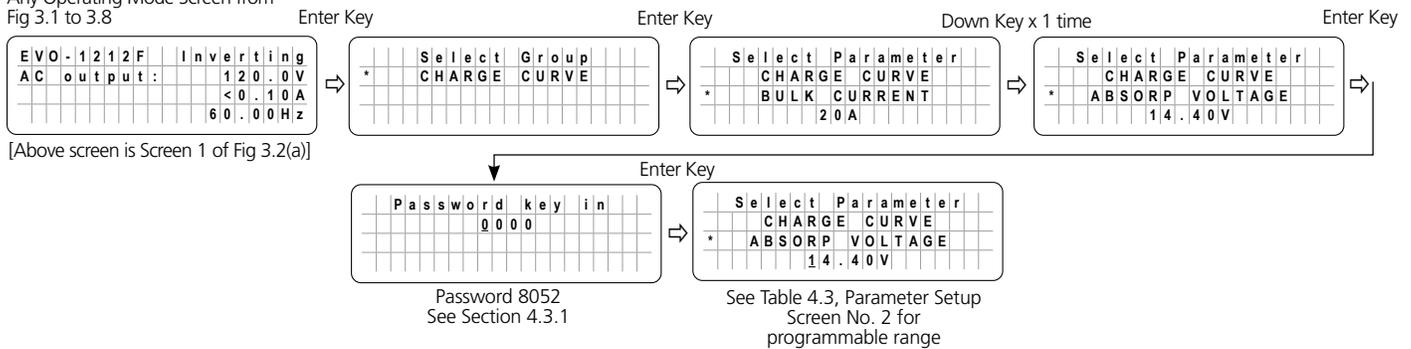 Any Operating Mode Screen from
Fig 3.1 to 3.8
Enter Key
Enter Key
Down Key x 1 time
Enter Key
EVO-1212F Inverting
AC output: 120.0V
<0.10A
60.00Hz
[Above screen is Screen 1 of Fig 3.2(a)]
Select Group
* CHARGE CURVE
Select Parameter
CHARGE CURVE
* BULK CURRENT
20A
Select Parameter
CHARGE CURVE
* ABSORP VOLTAGE
14.40V
Password key in
0000
Password 8052
See Section 4.3.1
Enter Key
Select Parameter
CHARGE CURVE
* ABSORP VOLTAGE
14.40V
See Table 4.3, Parameter Setup
Screen No. 2 for
programmable range